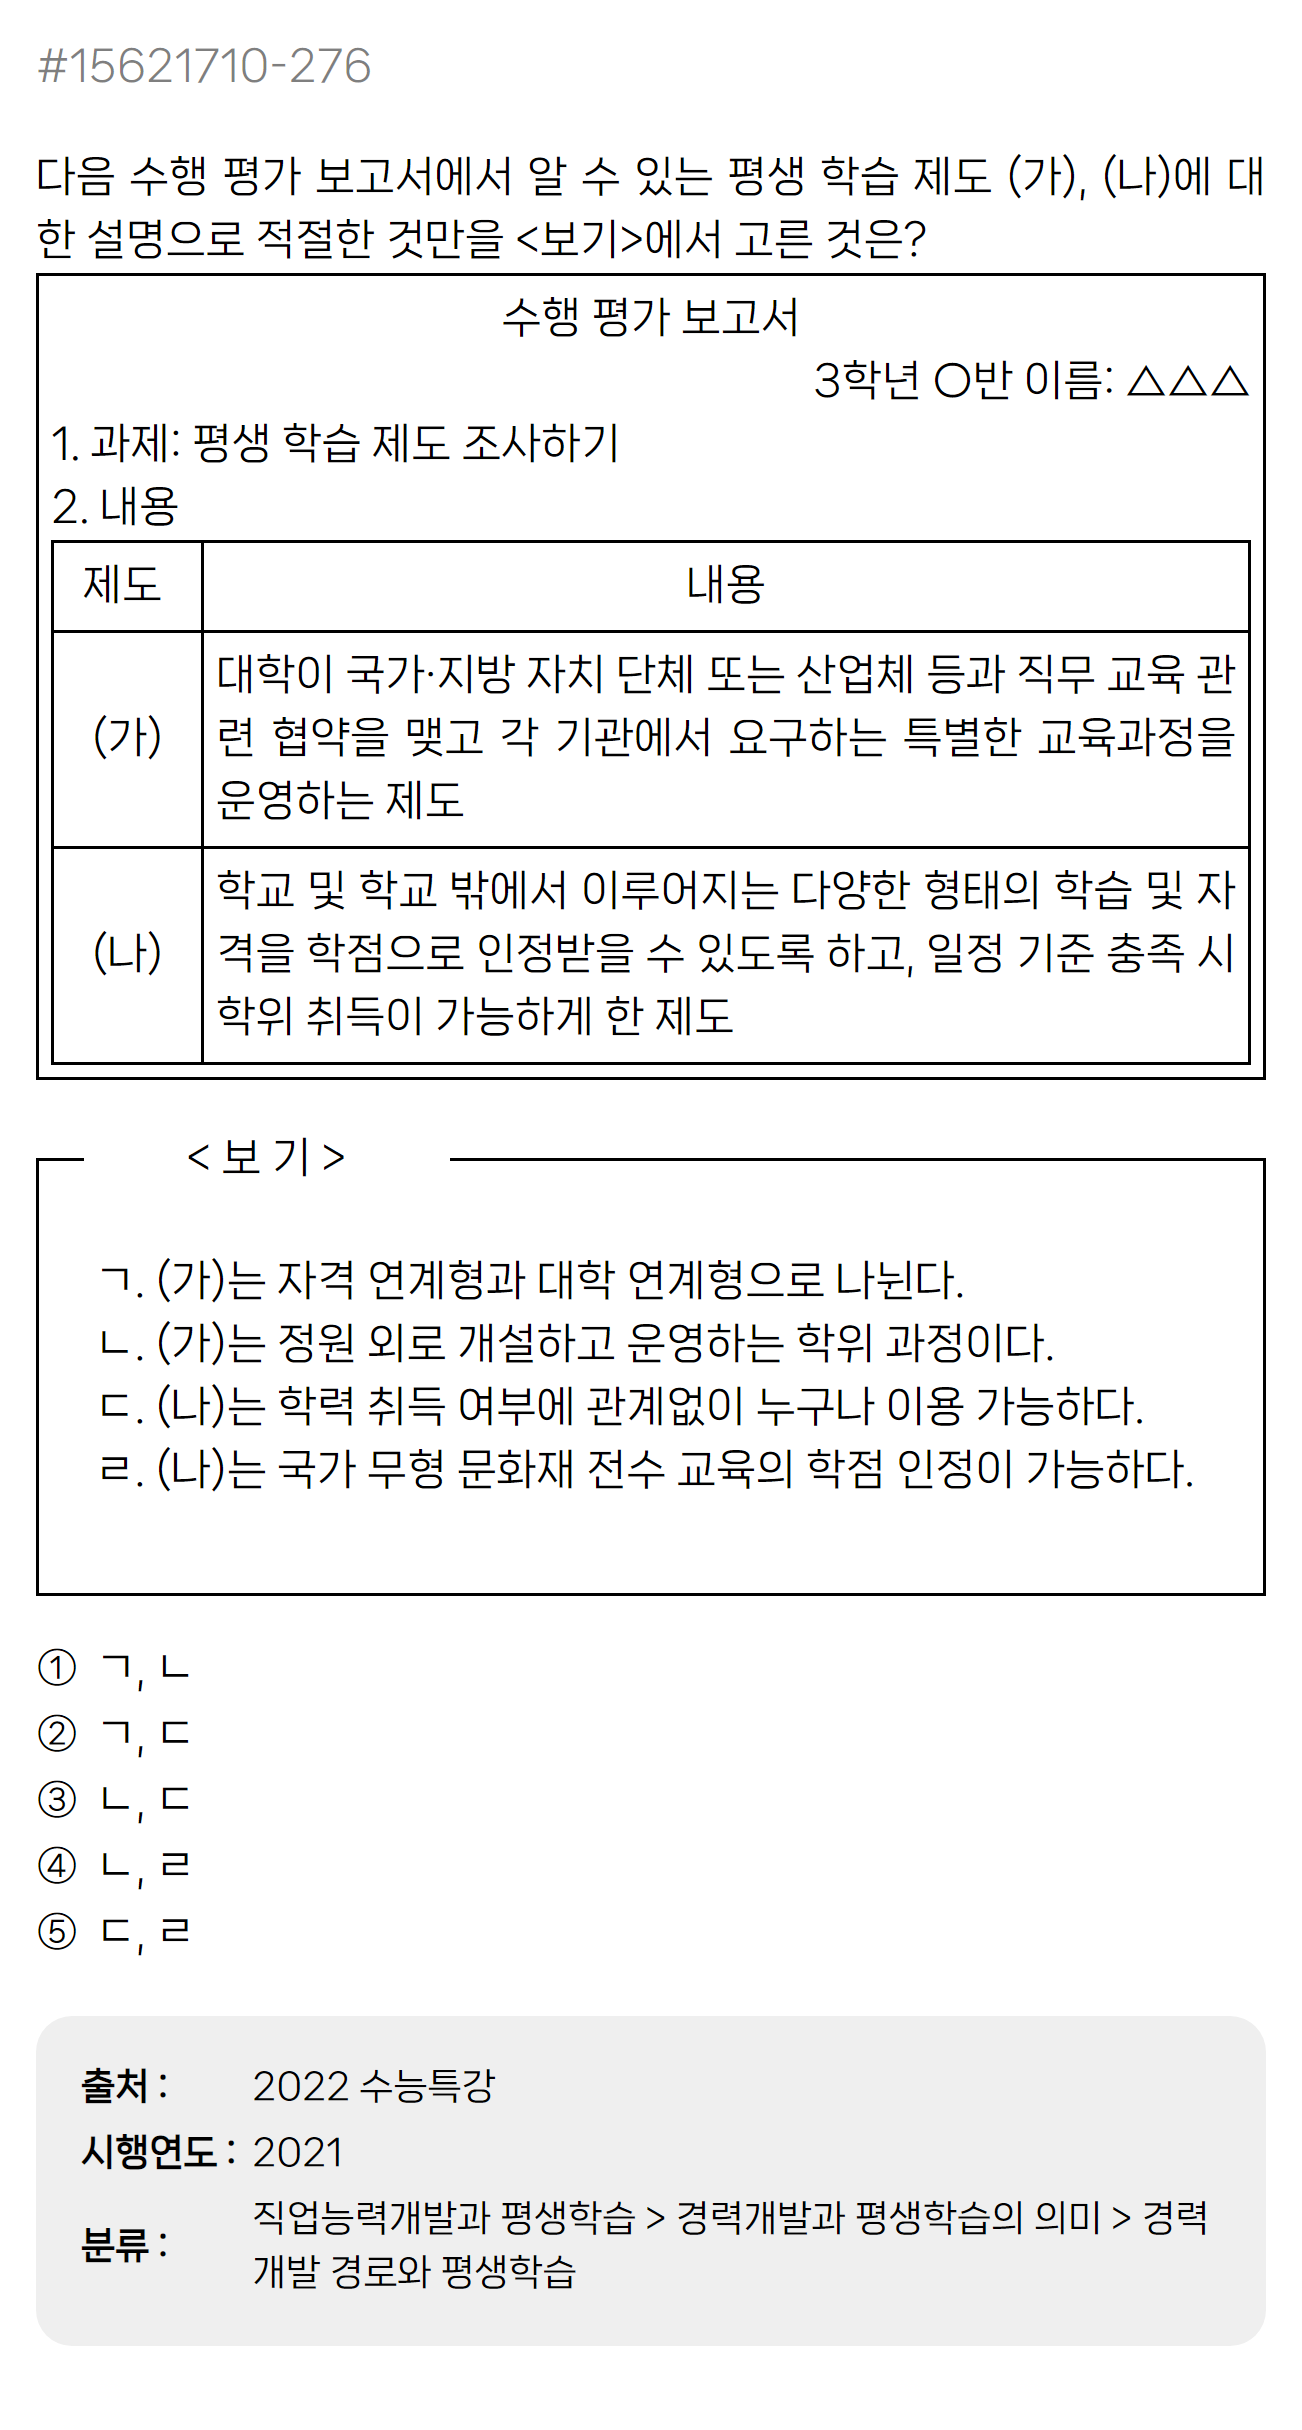 #15621710-276
다음 수행 평가 보고서에서 알 수 있는 평생 학습 제도 (가), (나)에 대
한 설명으로 적절한 것만을 <보기>에서 고른 것은?
수행 평가 보고서
3학년 ○반 이름: △△△
1. 과제: 평생 학습 제도 조사하기
2. 내용
제도 내용
(가)
대학이 국가·지방 자치 단체 또는 산업체 등과 직무 교육 관
련 협약을 맺고 각 기관에서 요구하는 특별한 교육과정을
운영하는 제도
(나)
학교 및 학교 밖에서 이루어지는 다양한 형태의 학습 및 자
격을 학점으로 인정받을 수 있도록 하고, 일정 기준 충족 시
학위 취득이 가능하게 한 제도
< 보 기 >
ㄱ. (가)는 자격 연계형과 대학 연계형으로 나뉜다.
ㄴ. (가)는 정원 외로 개설하고 운영하는 학위 과정이다.
ㄷ. (나)는 학력 취득 여부에 관계없이 누구나 이용 가능하다.
ㄹ. (나)는 국가 무형 문화재 전수 교육의 학점 인정이 가능하다.
① ㄱ, ㄴ
② ㄱ, ㄷ
③ ㄴ, ㄷ
④ ㄴ, ㄹ
⑤ ㄷ, ㄹ
출처 : 2022 수능특강
시행연도 : 2021
분류 : 직업능력개발과 평생학습 > 경력개발과 평생학습의 의미 > 경력
개발 경로와 평생학습